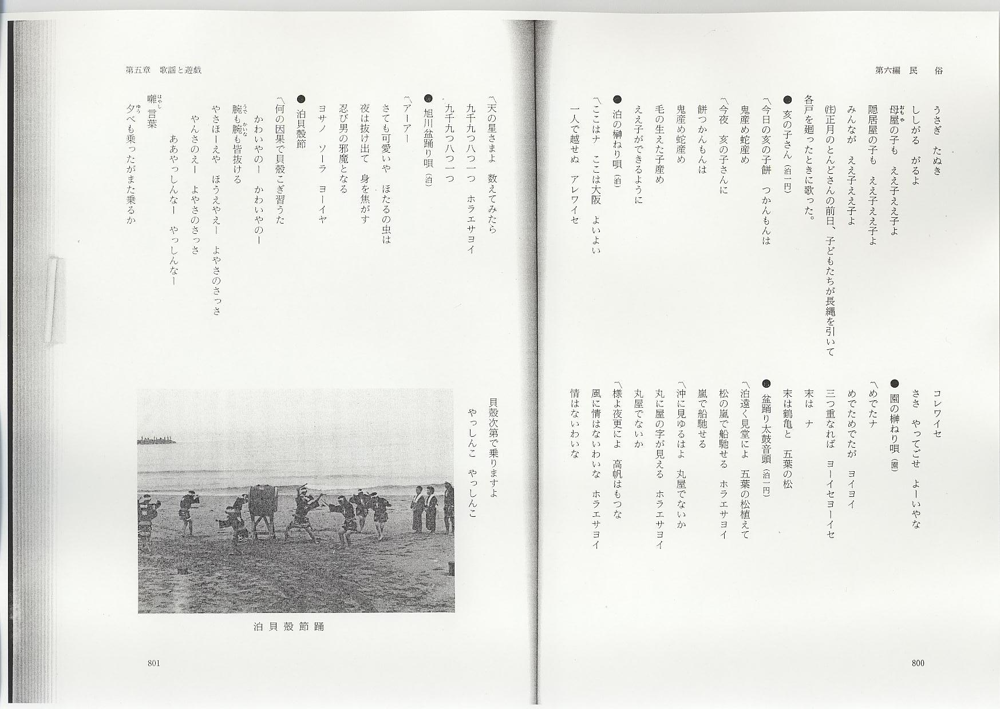 第六編　民　　俗
うさぎ　たぬき
ししがる　がるよ
母屋の子も　ええ子ええ子よ
おもや
隠居屋の子も　ええ子ええ子よ
みんなが　ええ子ええ子よ
㈟正月のとんどさんの前日、子どもたちが長縄を引いて
各戸を廻ったときに歌った。
● 亥の子さん（泊一円）
〽今日の亥の子餅　つかんもんは
鬼産め蛇産め
〽今夜　亥の子さんに
餅つかんもんは
鬼産め蛇産め
毛の生えた子産め
ええ子ができるように
● 泊の榊ねり唄（泊）
〽ここはナ　ここは大阪　よいよい
一人で越せぬ　アレワイセ
コレワイセ
ささ　やってごせ　よーいやな
● 園の榊ねり唄（園）
〽めでたナ
めでためでたが　ヨイヨイ
三つ重なれば　ヨーイセヨーイセ
末は　ナ
末は鶴亀と　五葉の松
● 盆踊り太鼓音頭（泊一円）
〽泊遠く見堂によ　五葉の松植えて
松の嵐で船馳せる　ホラエサヨイ
嵐で船馳せる
〽沖に見ゆるはよ　丸屋でないか
丸に屋の字が見える　ホラエサヨイ
丸屋でないか
〽様よ夜更によ　高帆はもつな
風に情はないわいな　ホラエサヨイ
情はないわいな
800
第五章　歌謡と遊戯
〽天の星さまよ　数えてみたら
九千九つ八つ一つ　ホラエサヨイ
九千九つ八つ一つ
● 旭川盆踊り唄（泊）
〽アーアー
さても可愛いや　ほたるの虫は
夜は抜け出て　身を焦がす
忍び男の邪魔となる
ヨサノ　ソーラ　ヨーイヤ
● 泊貝殻節
〽何の因果で貝殻こぎ習うた
かわいやのー　かわいやのー
腕も腕も皆抜ける
うで　かいな
やさほーえや　ほうえやえー　よやさのさっさ
やんさのえー　よやさのさっさ
ああやっしんなー　やっしんなー
囃言葉
はやし
夕べも乗ったがまた乗るか
ゆう
貝殻次第で乗りますよ
やっしんこ　やっしんこ
泊貝殻節踊
801